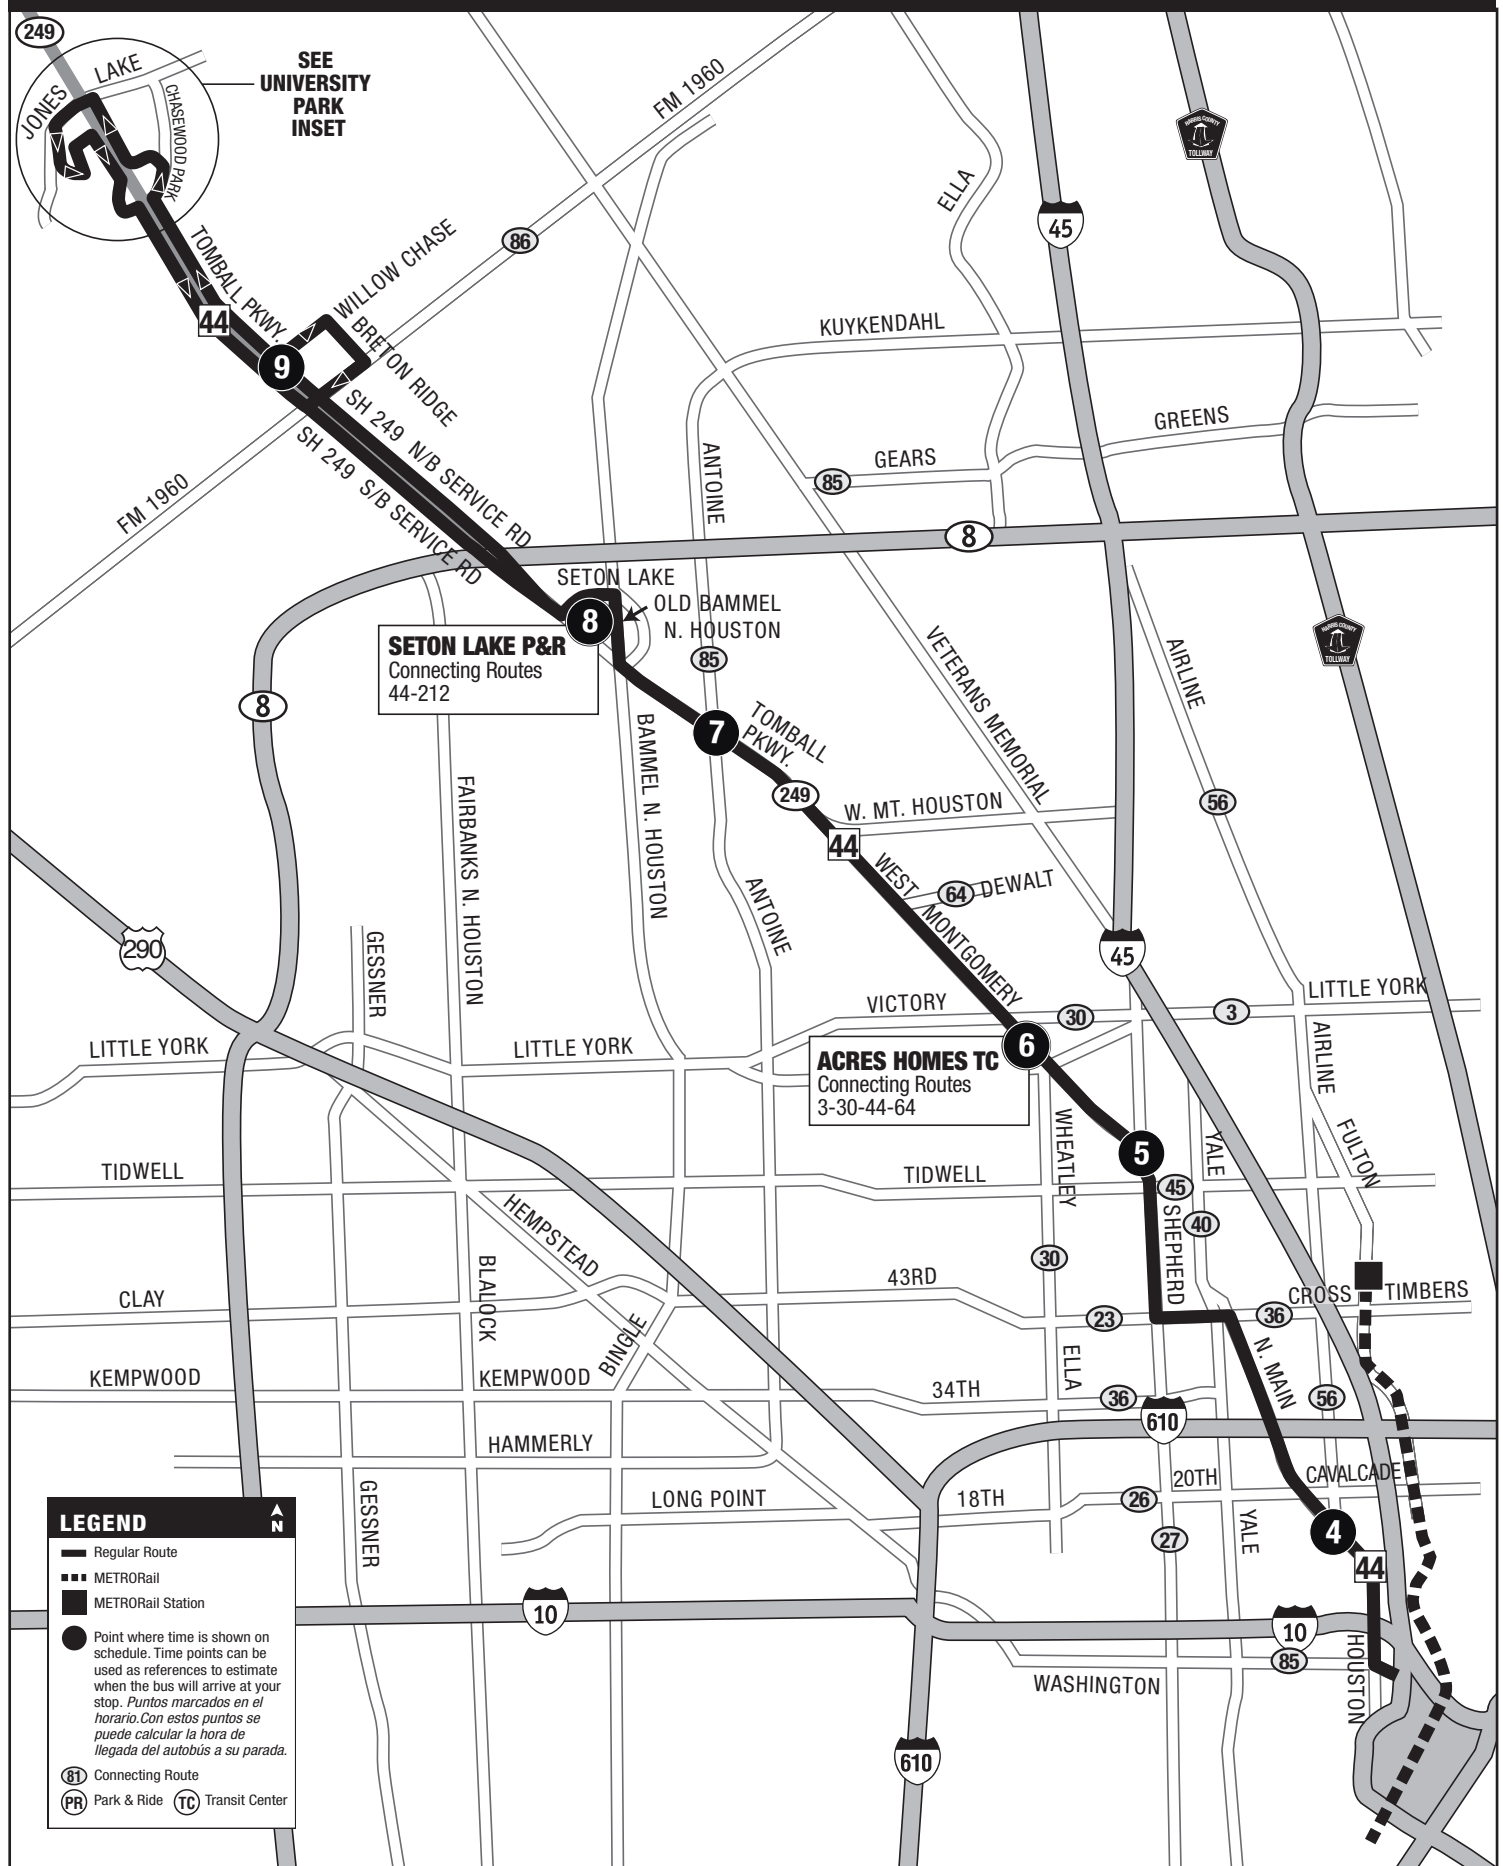 249
LAKE
JONES
CHASEWOOD PARK
SEE
UNIVERSITY
PARK
INSET
FM 1960
ELLA
45
HARRIS COUNTY
TOLLWAY
86
WILLOW CHASE
TOMBALL PKWY.
44
9
BRETON RIDGE
KUYKENDAHL
SH 249 N/B SERVICE RD
SH 249 S/B SERVICE RD
FM 1960
ANTOINE
85
GEARS
GREENS
8
SETON LAKE
OLD BAMMEL
N. HOUSTON
8
SETON LAKE P&R
Connecting Routes
44-212
85
HARRIS COUNTY
TOLLWAY
AIRLINE
VETERANS MEMORIAL
8
7
TOMBALL
PKWY.
BAMMEL N. HOUSTON
FAIRBANKS N. HOUSTON
249
W. MT. HOUSTON
56
44
WEST MONTGOMERY
64
DEWALT
ANTOINE
290
GESSNER
45
VICTORY
30
3
LITTLE YORK
LITTLE YORK
LITTLE YORK
6
ACRES HOMES TC
Connecting Routes
3-30-44-64
AIRLINE
FULTON
WHEATLEY
5
YALE
TIDWELL
TIDWELL
45
SHEPHERD
40
HEMPSTEAD
BLALOCK
30
43RD
CLAY
CROSS
TIMBERS
23
36
BINGLE
N. MAIN
ELLA
KEMPWOOD
KEMPWOOD
34TH
36
56
610
HAMMERLY
CAVALCADE
20TH
GESSNER
LONG POINT
18TH
26
27
YALE
4
44
10
10
85
WASHINGTON
HOUSTON
610
LEGEND
N
Regular Route
METRORail
METRORail Station
Point where time is shown on
schedule. Time points can be
used as references to estimate
when the bus will arrive at your
stop. Puntos marcados en el
horario.Con estos puntos se
puede calcular la hora de
llegada del autobús a su parada.
81 Connecting Route
PR Park & Ride TC Transit Center